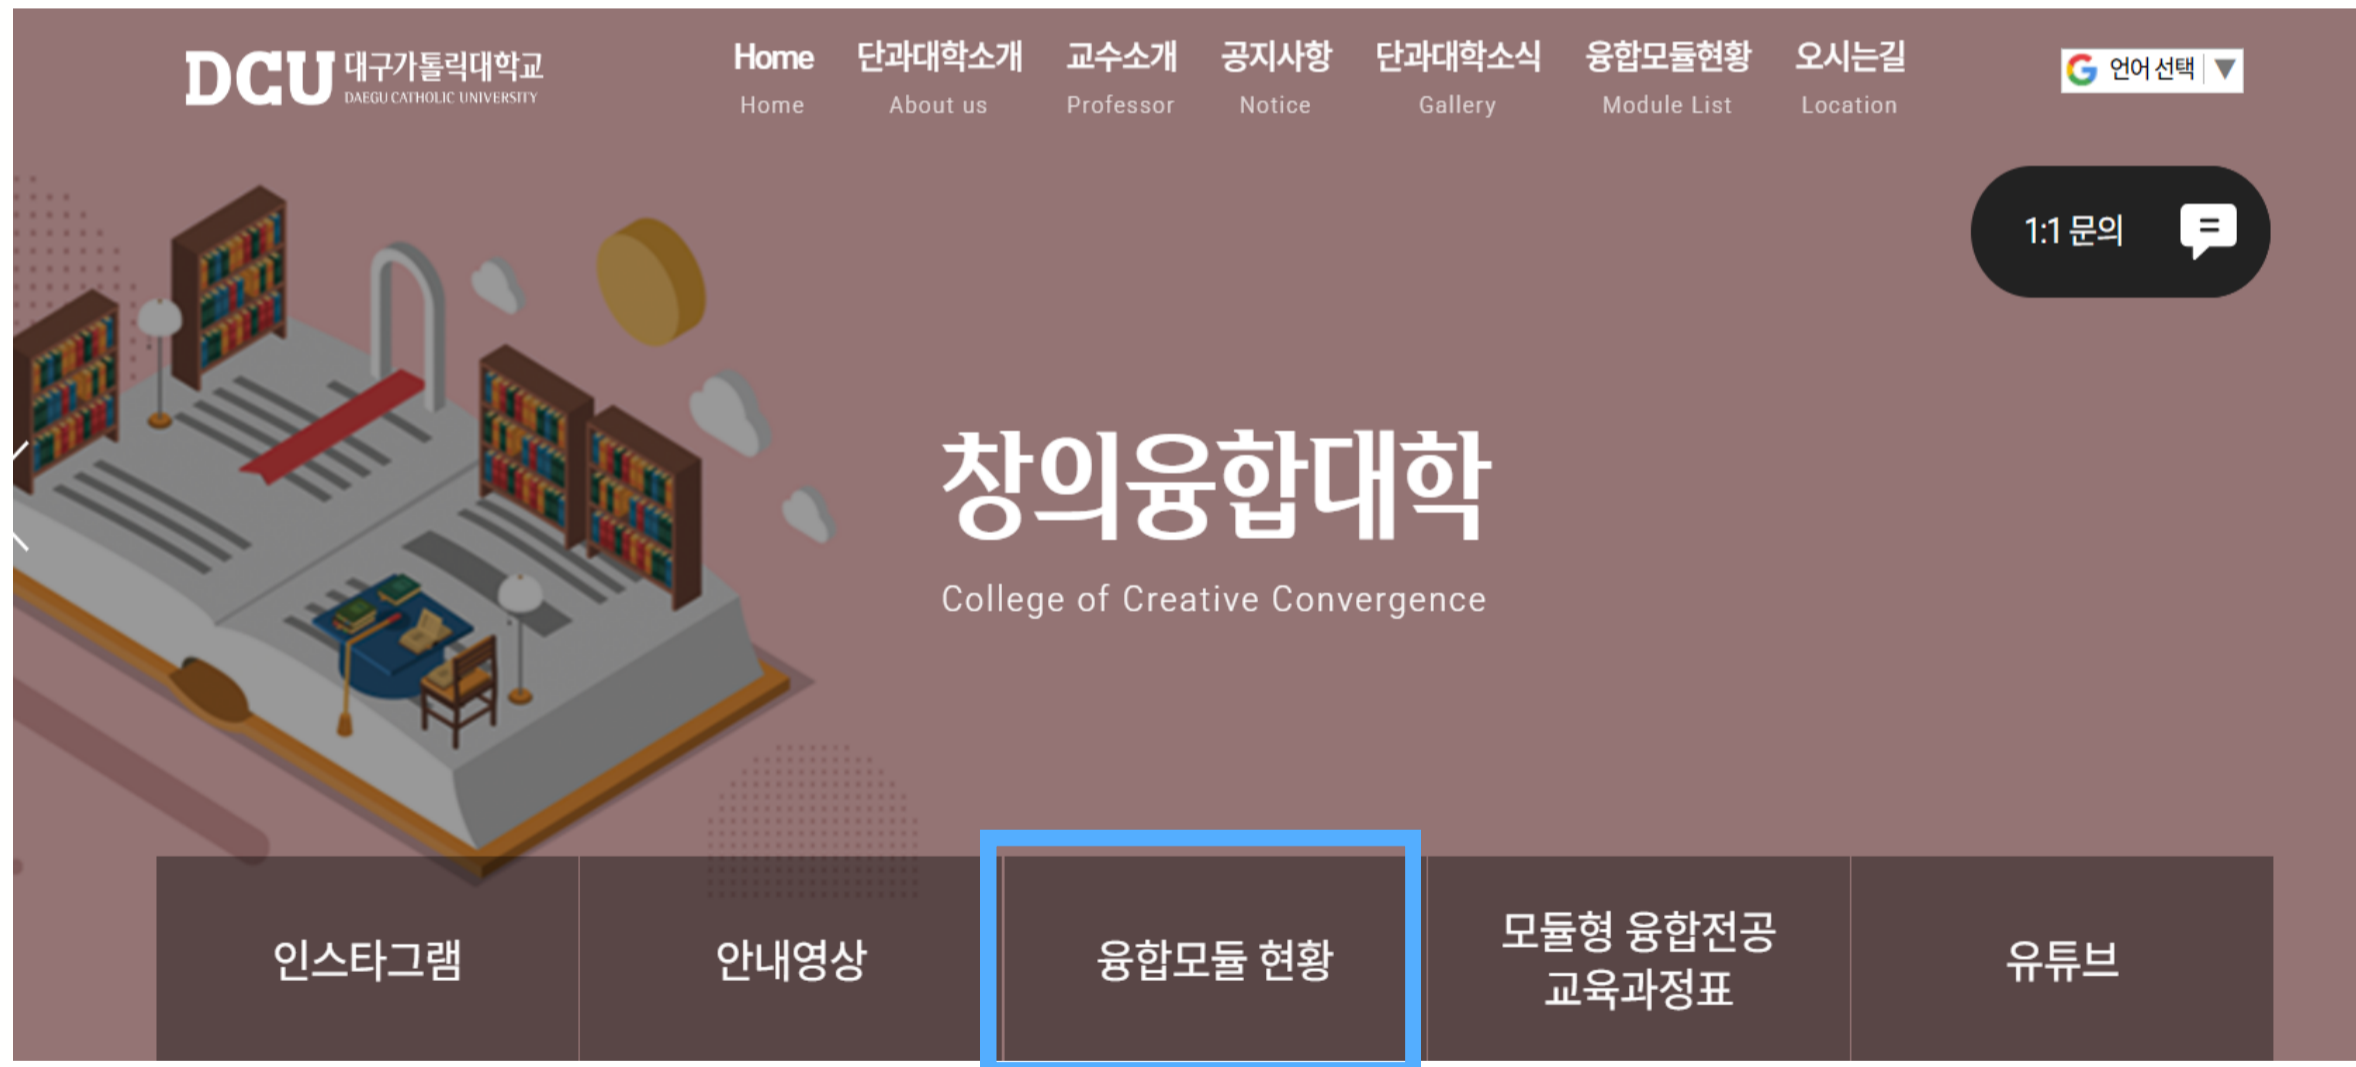 DCU 대구가톨릭대학교
DAEGU CATHOLIC UNIVERSITY
Home 단과대학소개 교수소개 공지사항 단과대학소식 융합모듈현황 오시는길
Home About us Professor Notice Gallery Module List Location
언어 선택 ▼
1:1 문의
창의융합대학
College of Creative Convergence
인스타그램
안내영상
융합모듈 현황
모듈형 융합전공
교육과정표
유튜브